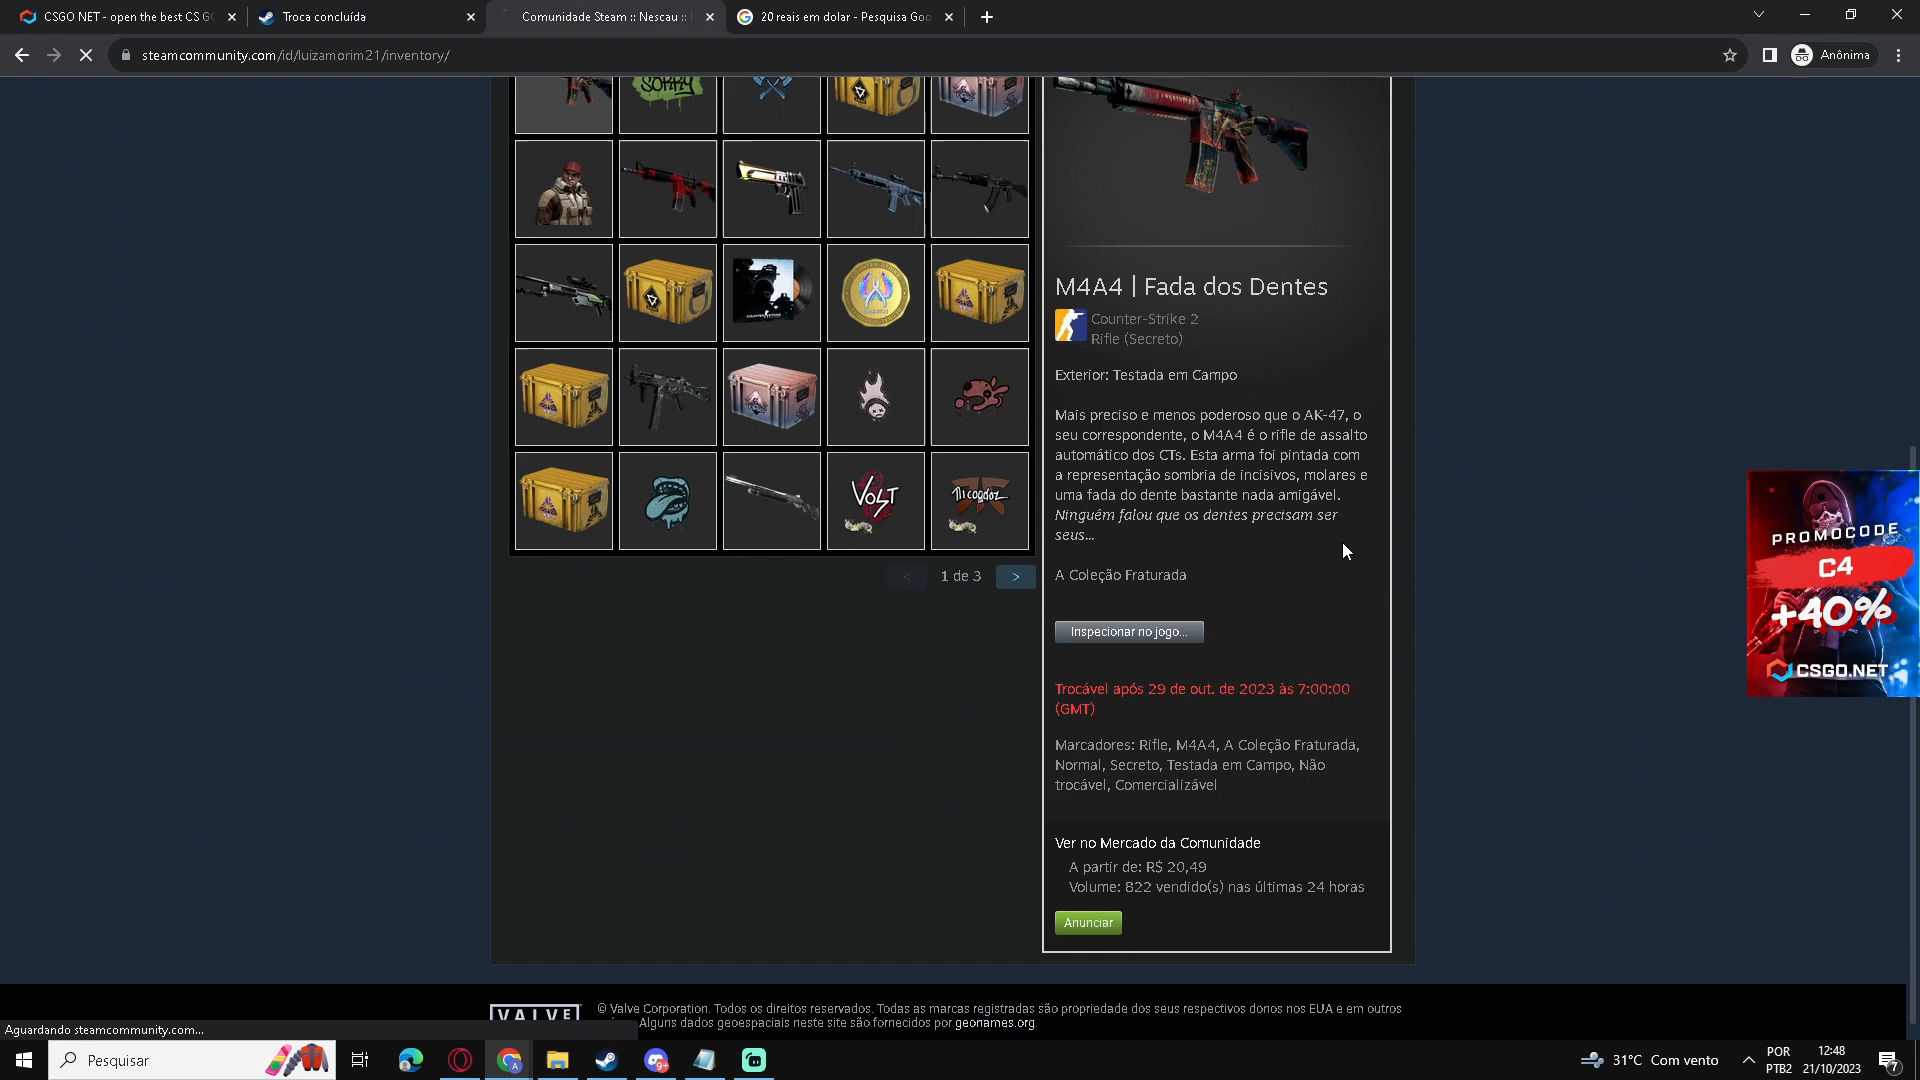 CSGO NET - open the best CS G
Troca concluída
Comunidade Steam :: Nescau ::
20 reais em dolar - Pesquisa Goo
steamcommunity.com/id/luizamorim21/inventory/
Anônima
SORRY
M4A4 | Fada dos Dentes
Counter-Strike 2
Rifle (Secreto)
Exterior: Testada em Campo
Mais preciso e menos poderoso que o AK-47, o
seu correspondente, o M4A4 é o rifle de assalto
automático dos CTs. Esta arma foi pintada com
a representação sombria de incisivos, molares e
uma fada do dente bastante nada amigável.
Ninguém falou que os dentes precisam ser
seus...
A Coleção Fraturada
Inspecionar no jogo...
Trocável após 29 de out. de 2023 às 7:00:00
(GMT)
Marcadores: Rifle, M4A4, A Coleção Fraturada,
Normal, Secreto, Testada em Campo, Não
trocável, Comercializável
Ver no Mercado da Comunidade
A partir de: R$ 20,49
Volume: 822 vendido(s) nas últimas 24 horas
Anunciar
VOLT
< 1 de 3 >
PROMOCODE
C4
+40%
CSGO.NET
VALVE
© Valve Corporation. Todos os direitos reservados. Todas as marcas registradas são propriedade dos seus respectivos donos nos EUA e em outros
Alguns dados geoespaciais neste site são fornecidos por geonames.org.
Aguardando steamcommunity.com...
Pesquisar
9+
31°C Com vento
POR
PTB2
12:48
21/10/2023
7